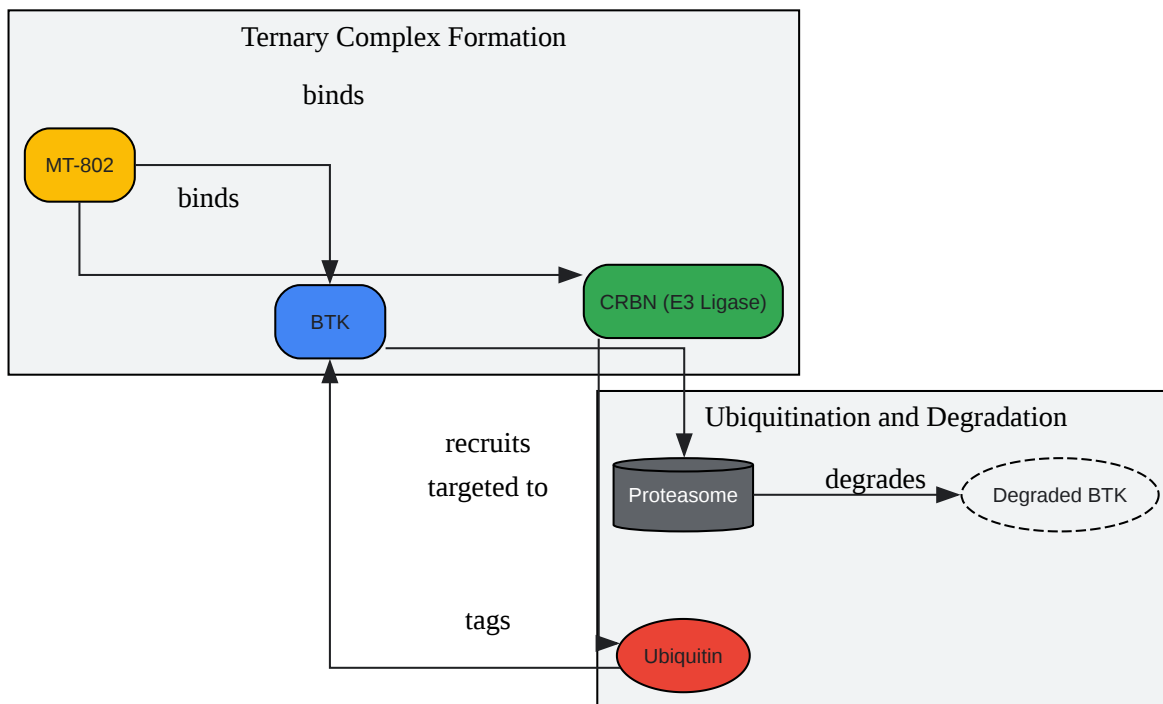 Ternary Complex Formation
binds
MT-802
binds
CRBN (E3 Ligase)
BTK
Ubiquitination and Degradation
recruits
targeted to
degrades
Proteasome
Degraded BTK
tags
Ubiquitin